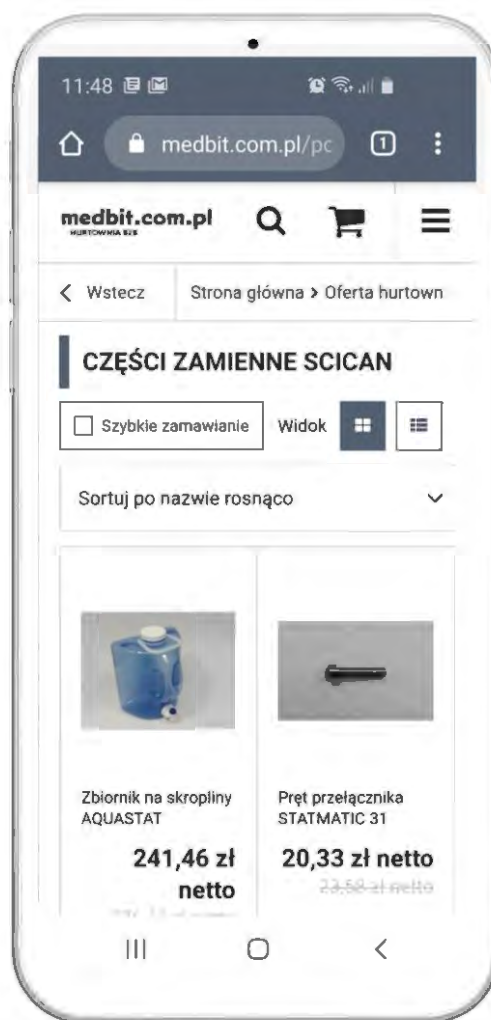 11:48
medbit.com.pl/pc
1
medbit.com.pl
HURTOWNIA B2B
Wstecz
Strona główna > Oferta hurtown
CZĘŚCI ZAMIENNE SCICAN
Szybkie zamawianie
Widok
Sortuj po nazwie rosnąco
Zbiornik na skropliny
AQUASTAT
241,46 zł
netto
Pręt przełącznika
STATMATIC 31
20,33 zł netto
23,58 zł netto